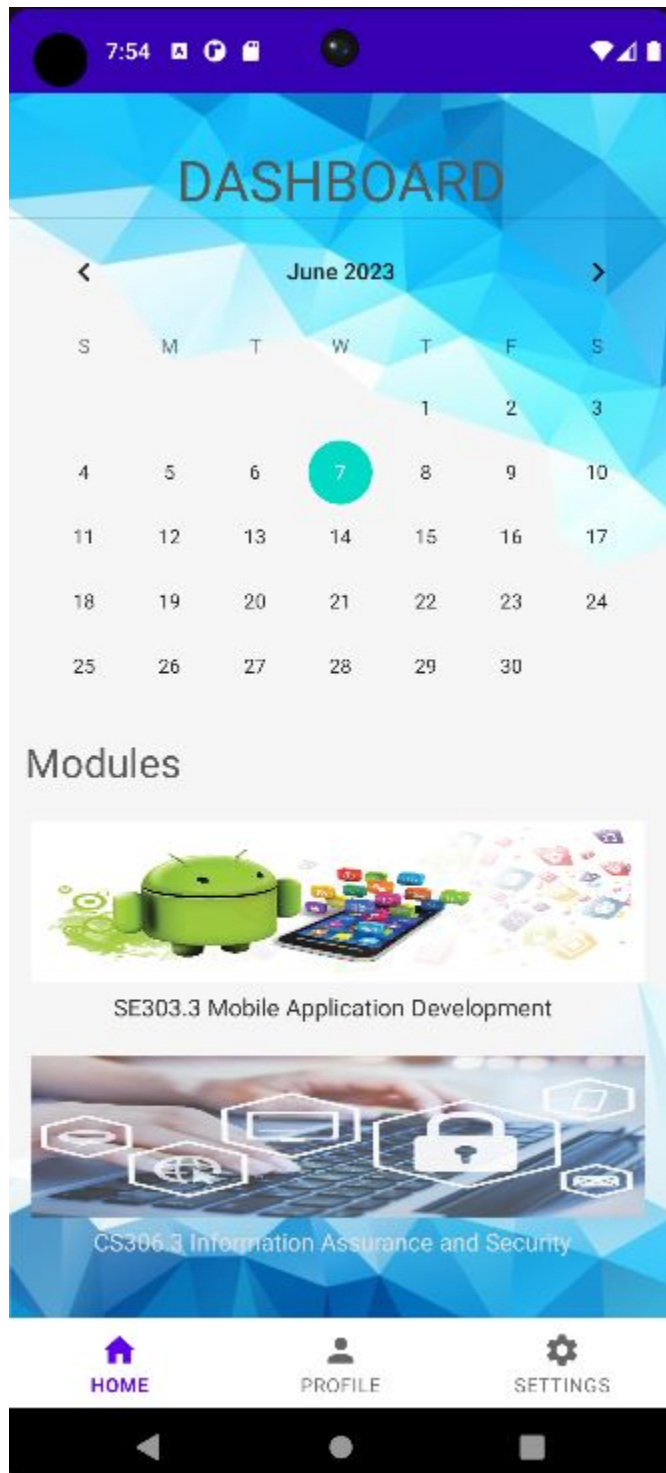 7:54
DASHBOARD
June 2023
S M T W T F S
1 2 3
4 5 6 7 8 9 10
11 12 13 14 15 16 17
18 19 20 21 22 23 24
25 26 27 28 29 30
Modules
SE303.3 Mobile Application Development
CS306.3 Information Assurance and Security
HOME PROFILE SETTINGS